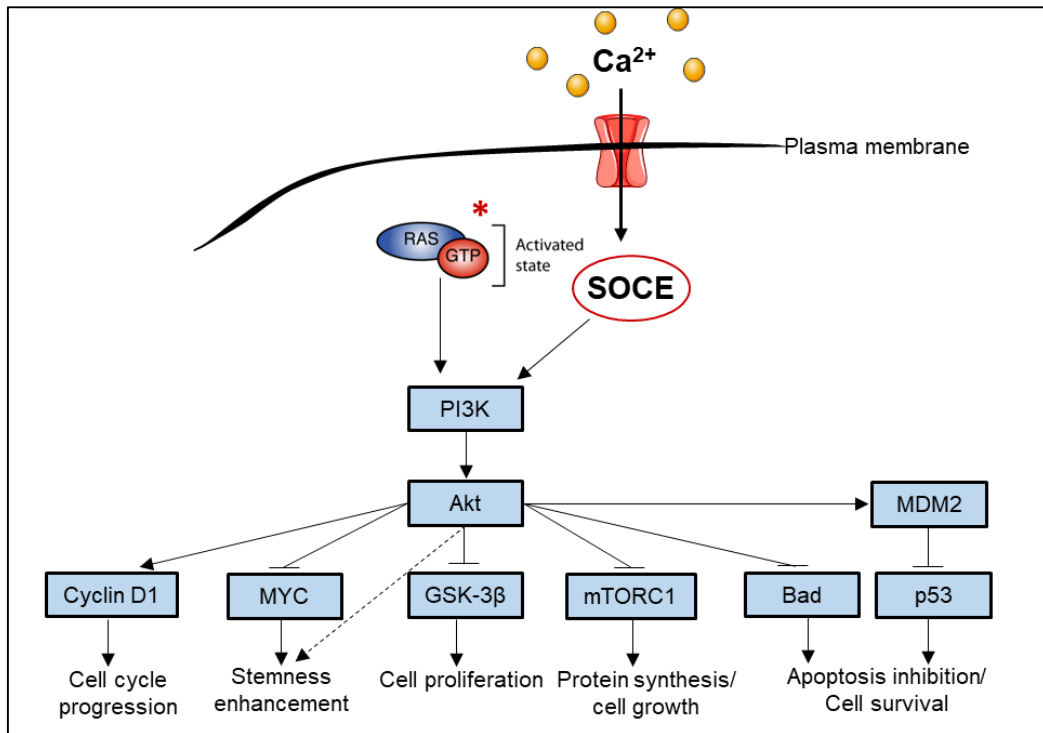 Ca²⁺
Plasma membrane
*
RAS
GTP
Activated
state
SOCE
PI3K
Akt
MDM2
Cyclin D1
MYC
GSK-3β
mTORC1
Bad
p53
Cell cycle
progression
Stemness
enhancement
Cell proliferation
Protein synthesis/
cell growth
Apoptosis inhibition/
Cell survival